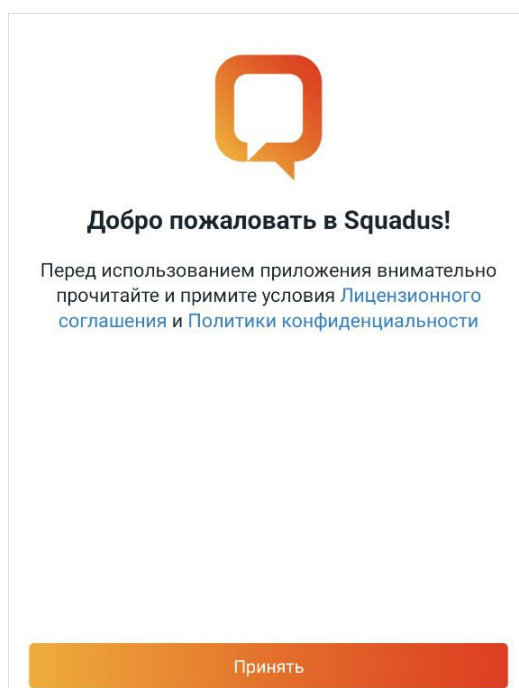 Добро пожаловать в Squadus!
Перед использованием приложения внимательно
прочитайте и примите условия Лицензионного
соглашения и Политики конфиденциальности
Принять